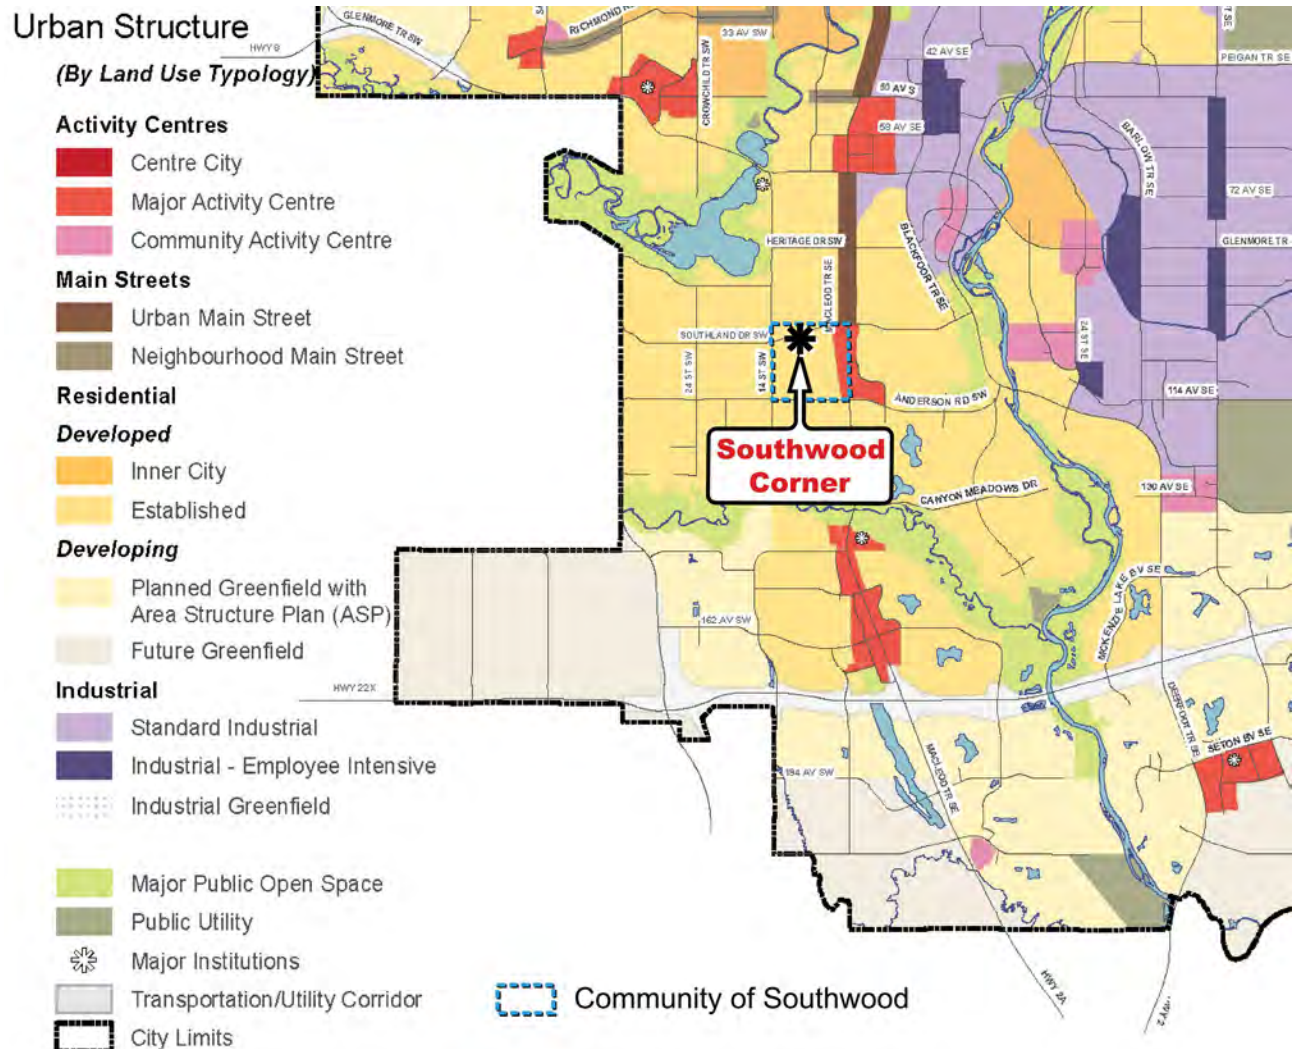 Urban Structure
(By Land Use Typology)
Activity Centres
Centre City
Major Activity Centre
Community Activity Centre
Main Streets
Urban Main Street
Neighbourhood Main Street
Residential
Developed
Inner City
Established
Developing
Planned Greenfield with
Area Structure Plan (ASP)
Future Greenfield
Industrial
Standard Industrial
Industrial - Employee Intensive
Industrial Greenfield
Major Public Open Space
Public Utility
Major Institutions
Transportation/Utility Corridor
City Limits
Community of Southwood
GLENMORE TR SW
HWY 8
RICHMOND R
33 AV SW
CROWCHILD TR SW
42 AV SE
50 AV S
58 AV SE
PEIGAN TR SE
BARLOW TR SE
72 AV SE
GLENMORE TR
HERITAGE DR SW
BLACKFOOT TR SE
MACLEOD TR SE
SOUTHLAND DR SW
24 ST SW
14 ST SW
24 ST SE
114 AV SE
ANDERSON RD SW
Southwood
Corner
CANYON MEADOWS DR
130 AV SE
MCKENZIE LAKE BV SE
162 AV SW
HWY 22X
DEERFOOT TR SE
SETON BV SE
194 AV SW
MACLEOD TR SE
HWY 2A
HWY 2